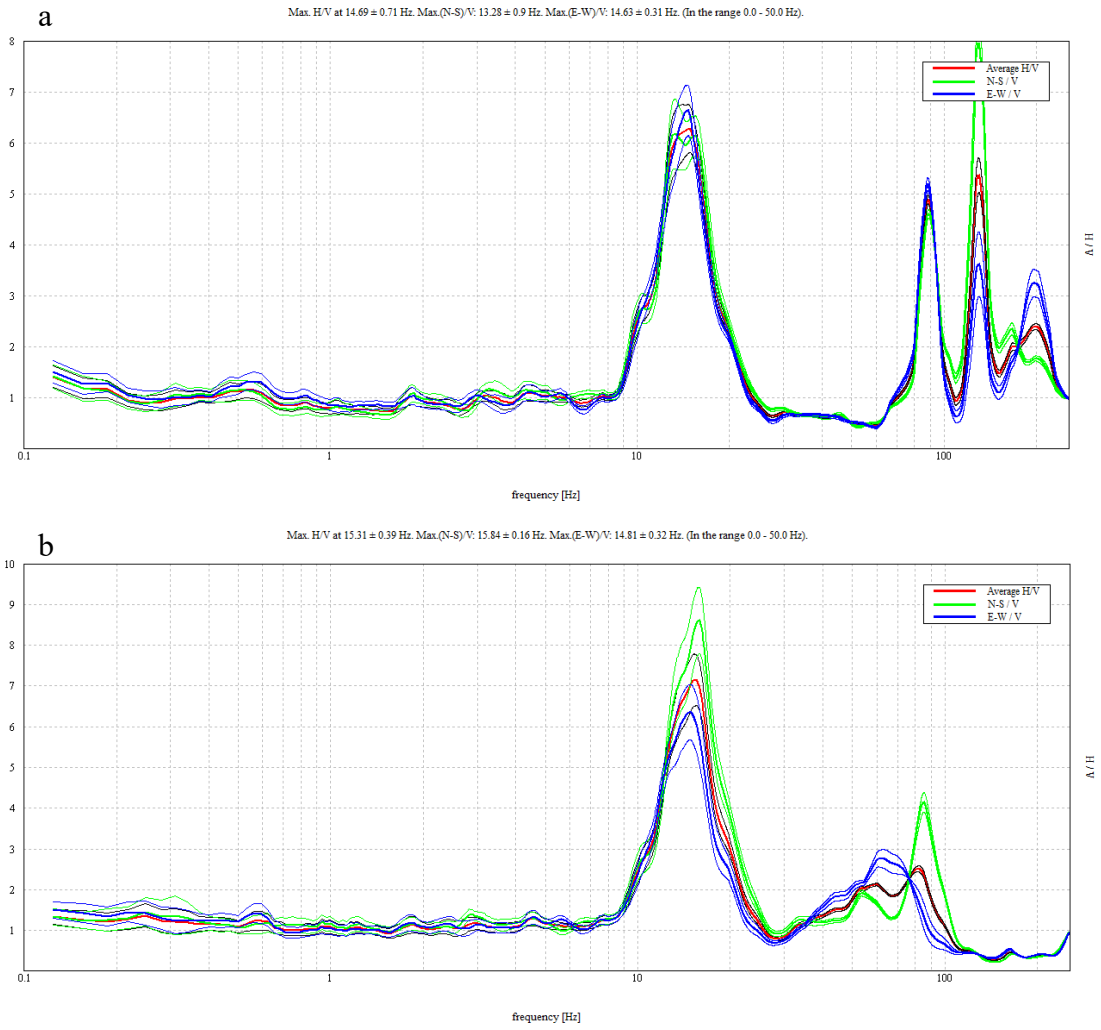 a
Max. H/V at 14.69 ± 0.71 Hz. Max.(N-S)/V: 13.28 ± 0.9 Hz. Max.(E-W)/V: 14.63 ± 0.31 Hz. (In the range 0.0 - 50.0 Hz).
8
7
6
5
4
3
2
1
Average H/V
N-S / V
E-W / V
H / V
0.1
1
10
100
frequency [Hz]
b
Max. H/V at 15.31 ± 0.39 Hz. Max.(N-S)/V: 15.84 ± 0.16 Hz. Max.(E-W)/V: 14.81 ± 0.32 Hz. (In the range 0.0 - 50.0 Hz).
10
9
8
7
6
5
4
3
2
1
Average H/V
N-S / V
E-W / V
H / V
0.1
1
10
100
frequency [Hz]